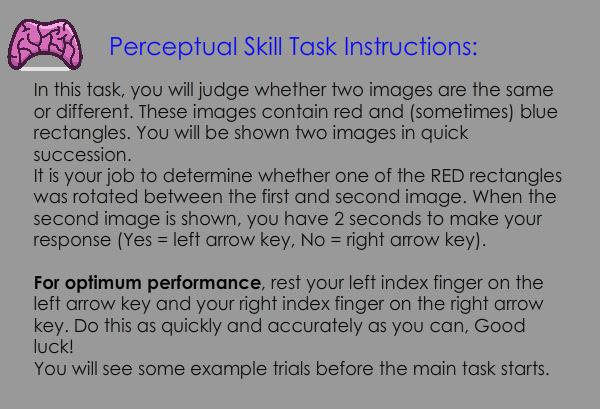 Perceptual Skill Task Instructions:
In this task, you will judge whether two images are the same
or different. These images contain red and (sometimes) blue
rectangles. You will be shown two images in quick
succession.
It is your job to determine whether one of the RED rectangles
was rotated between the first and second image. When the
second image is shown, you have 2 seconds to make your
response (Yes = left arrow key, No = right arrow key).
For optimum performance, rest your left index finger on the
left arrow key and your right index finger on the right arrow
key. Do this as quickly and accurately as you can, Good
luck!
You will see some example trials before the main task starts.